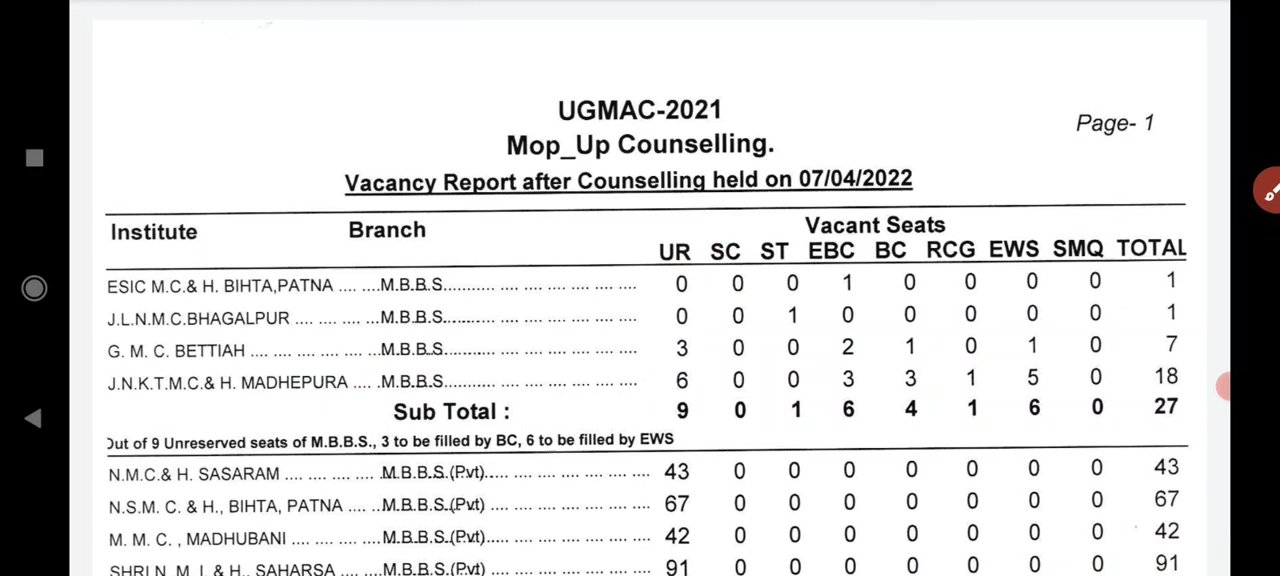 UGMAC-2021
Page- 1
Mop_Up Counselling.
Vacancy Report after Counselling held on 07/04/2022
Institute Branch Vacant Seats
UR SC ST EBC BC RCG EWS SMQ TOTAL
ESIC M.C.& H. BIHTA,PATNA .... ....M.B.B.S............ .... .... .... .... .... .... 0 0 0 1 0 0 0 0 1
J.L.N.M.C.BHAGALPUR .... .... .... ...M.B.B.S............ .... .... .... .... .... .... 0 0 1 0 0 0 0 0 1
G. M. C. BETTIAH .... .... .... .... ...M.B.B.S............ .... .... .... .... .... .... 3 0 0 2 1 0 1 0 7
J.N.K.T.M.C.& H. MADHEPURA .... ....M.B.B.S............ .... .... .... .... .... .... 6 0 0 3 3 1 5 0 18
Sub Total : 9 0 1 6 4 1 6 0 27
Out of 9 Unreserved seats of M.B.B.S., 3 to be filled by BC, 6 to be filled by EWS
N.M.C.& H. SASARAM .... .... .... ....M.B.B.S.(Pvt)..... .... .... .... .... .... .... 43 0 0 0 0 0 0 0 43
N.S.M. C. & H., BIHTA, PATNA .... ....M.B.B.S.(Pvt) .... .... .... .... .... .... .... 67 0 0 0 0 0 0 0 67
M. M. C. , MADHUBANI .... .... .... ...M.B.B.S.(Pvt)..... .... .... .... .... .... .... 42 0 0 0 0 0 0 0 42
SHRI N. M. I. & H., SAHARSA .... ....M.B.B.S.(Pvt) .... .... .... .... .... .... .... 91 0 0 0 0 0 0 0 91